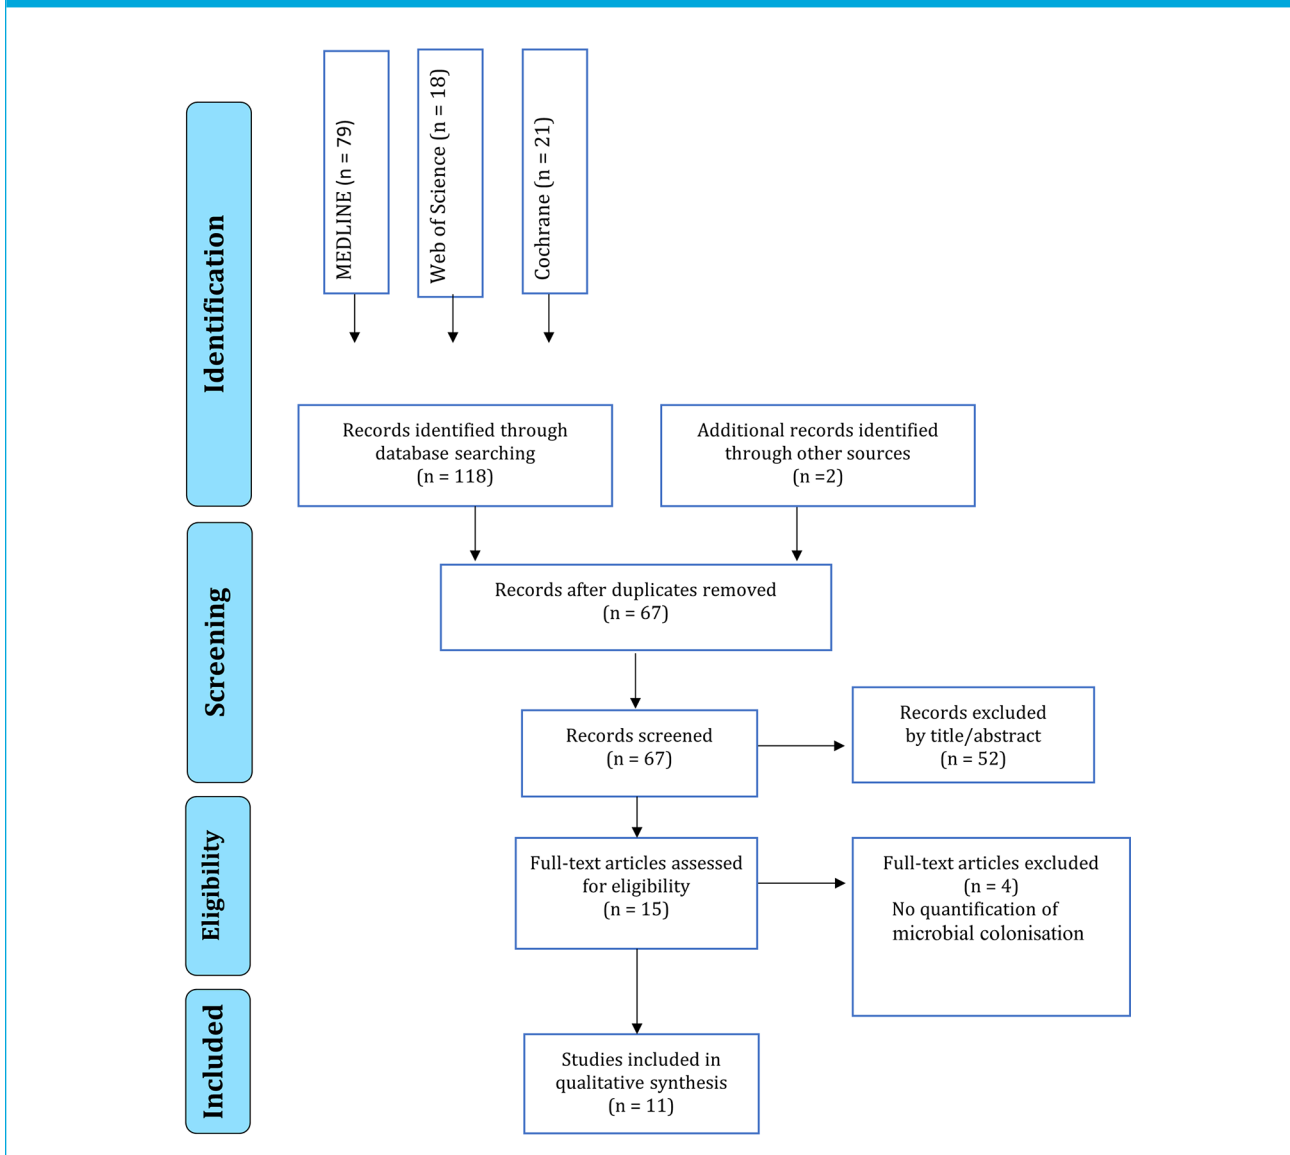 Identification
MEDLINE (n = 79)
Web of Science (n = 18)
Cochrane (n = 21)
Records identified through
database searching
(n = 118)
Additional records identified
through other sources
(n =2)
Screening
Records after duplicates removed
(n = 67)
Records screened
(n = 67)
Records excluded
by title/abstract
(n = 52)
Eligibility
Full-text articles assessed
for eligibility
(n = 15)
Full-text articles excluded
(n = 4)
No quantification of
microbial colonisation
Included
Studies included in
qualitative synthesis
(n = 11)